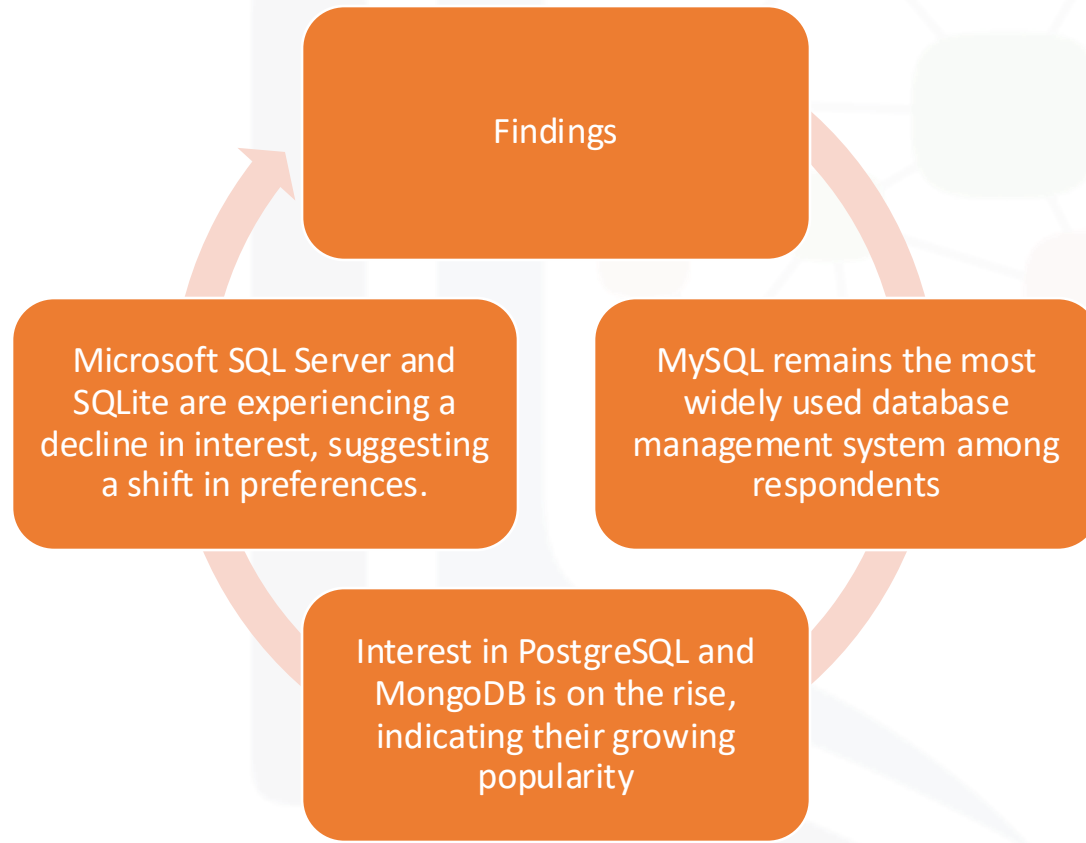 Findings
MySQL remains the most
widely used database
management system among
respondents
Interest in PostgreSQL and
MongoDB is on the rise,
indicating their growing
popularity
Microsoft SQL Server and
SQLite are experiencing a
decline in interest, suggesting
a shift in preferences.